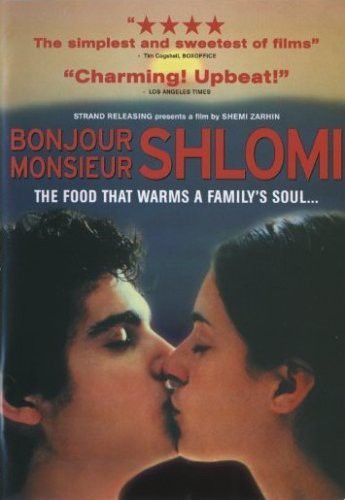 “★★★★
The simplest and sweetest of films”
- Tim Cogshell, BOXOFFICE
“Charming! Upbeat!”
- LOS ANGELES TIMES
STRAND RELEASING presents a film by SHEMI ZARHIN
BONJOUR
MONSIEUR SHLOMI
THE FOOD THAT WARMS A FAMILY'S SOUL...